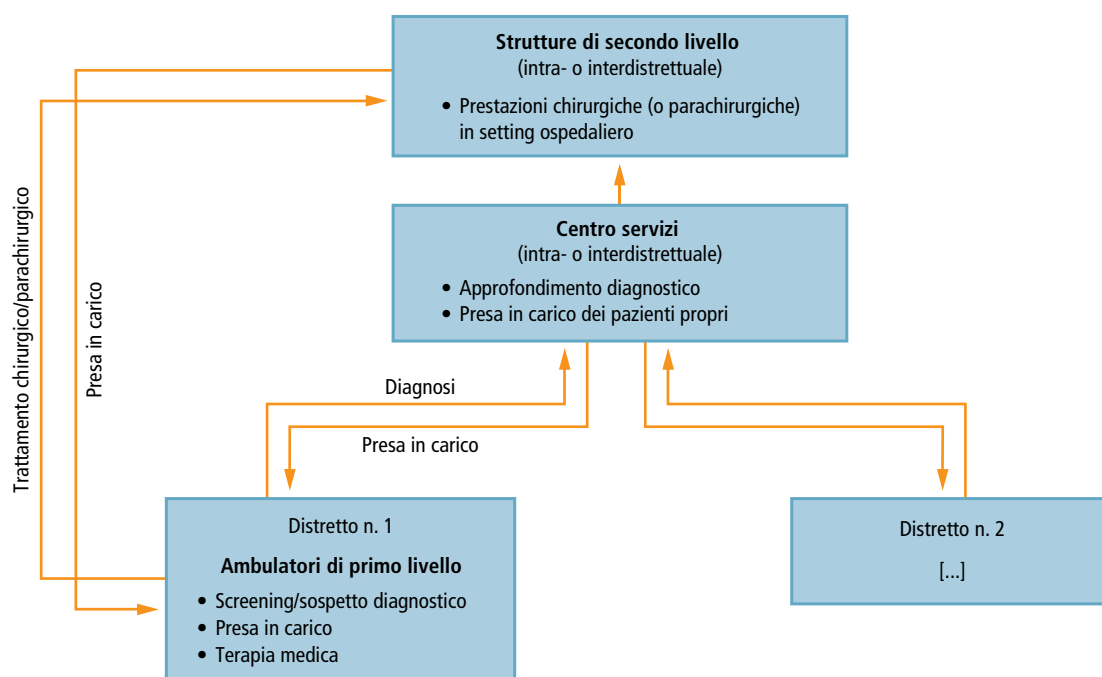 Strutture di secondo livello
(intra- o interdistrettuale)
• Prestazioni chirurgiche (o parachirurgiche)
in setting ospedaliero
Trattamento chirurgico/parachirurgico
Presa in carico
Centro servizi
(intra- o interdistrettuale)
• Approfondimento diagnostico
• Presa in carico dei pazienti propri
Diagnosi
Presa in carico
Distretto n. 1
Ambulatori di primo livello
• Screening/sospetto diagnostico
• Presa in carico
• Terapia medica
Distretto n. 2
[...]